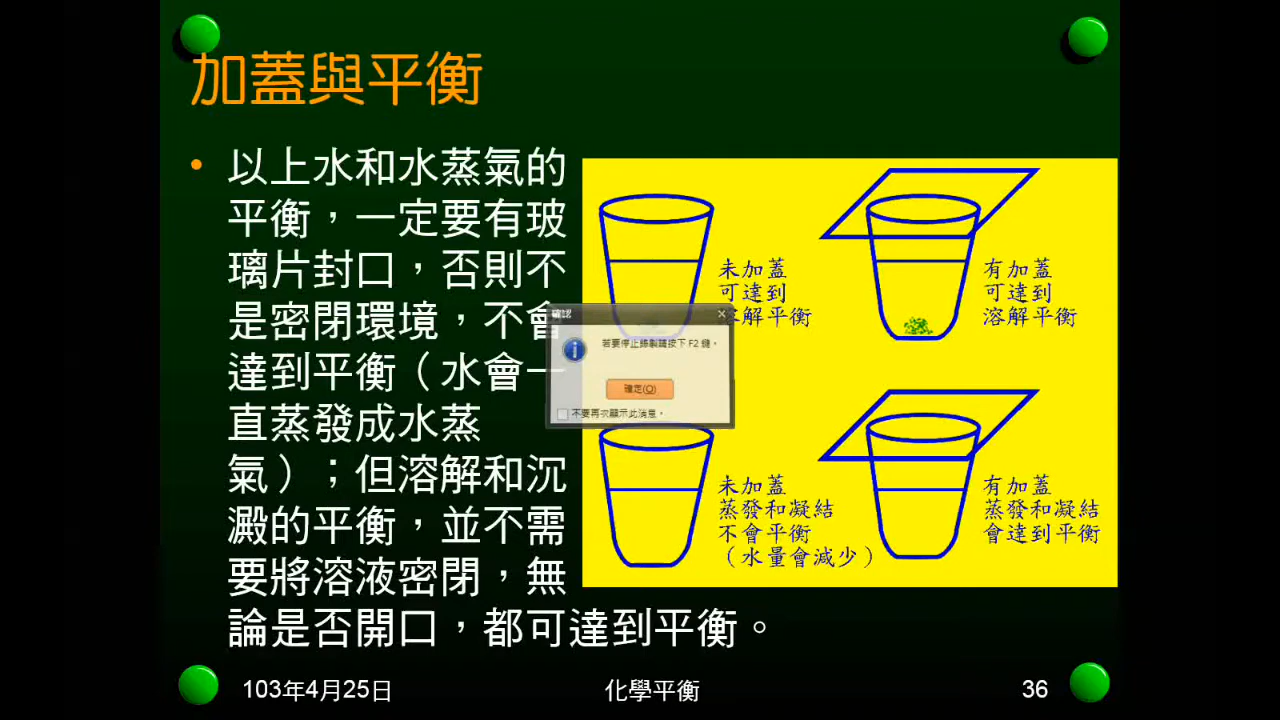 加蓋與平衡
• 以上水和水蒸氣的
平衡，一定要有玻
璃片封口，否則不
是密閉環境，不會
達到平衡（水會一
直蒸發成水蒸
氣）；但溶解和沉
澱的平衡，並不需
要將溶液密閉，無
論是否開口，都可達到平衡。
未加蓋
可達到
溶解平衡
有加蓋
可達到
溶解平衡
確認
若要停止錄製請按下 F2 鍵。
確定(O)
不要再次顯示此消息。
未加蓋
蒸發和凝結
不會平衡
（水量會減少）
有加蓋
蒸發和凝結
會達到平衡
103年4月25日
化學平衡
36